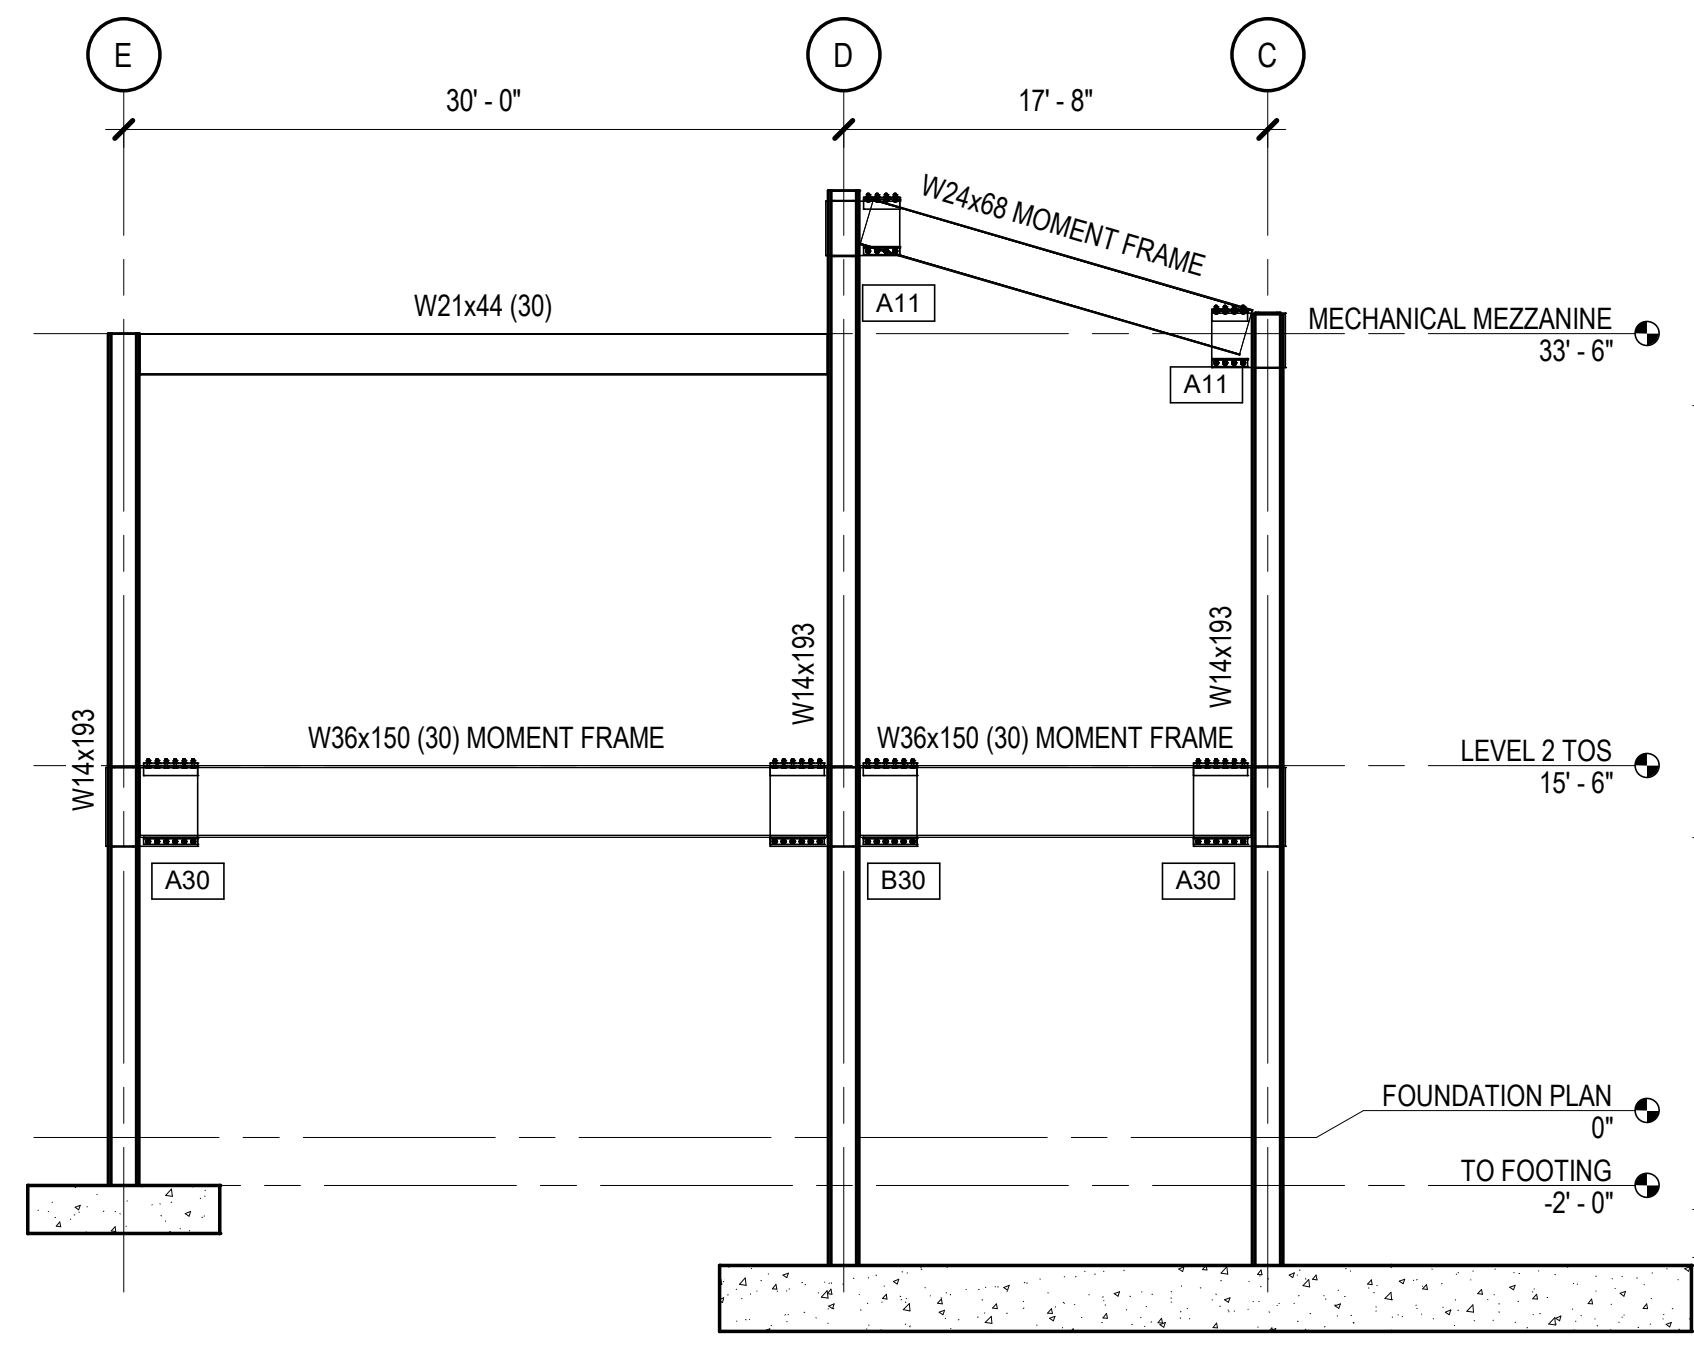 E
D
C
30' - 0"
17' - 8"
W24x68 MOMENT FRAME
W21x44 (30)
A11
MECHANICAL MEZZANINE
33' - 6"
A11
W14x193
W14x193
W14x193
W36x150 (30) MOMENT FRAME
W36x150 (30) MOMENT FRAME
LEVEL 2 TOS
15' - 6"
A30
B30
A30
FOUNDATION PLAN
0"
TO FOOTING
-2' - 0"